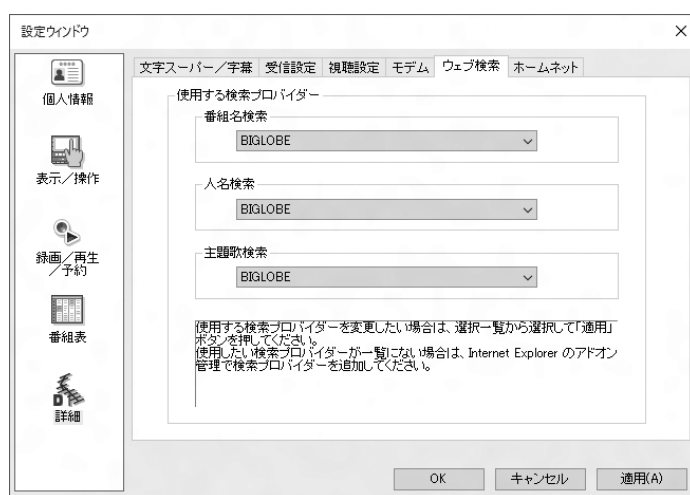 設定ウィンドウ
個人情報
表示/操作
録画/再生
/予約
番組表
詳細
文字スーパー/字幕 受信設定 視聴設定 モデム ウェブ検索 ホームネット
使用する検索プロバイダー
番組名検索
BIGLOBE
人名検索
BIGLOBE
主題歌検索
BIGLOBE
使用する検索プロバイダーを変更したい場合は、選択一覧から選択して「適用」
ボタンを押してください。
使用したい検索プロバイダーが一覧にない場合は、Internet Explorer のアドオン
管理で検索プロバイダーを追加してください。
OK キャンセル 適用(A)